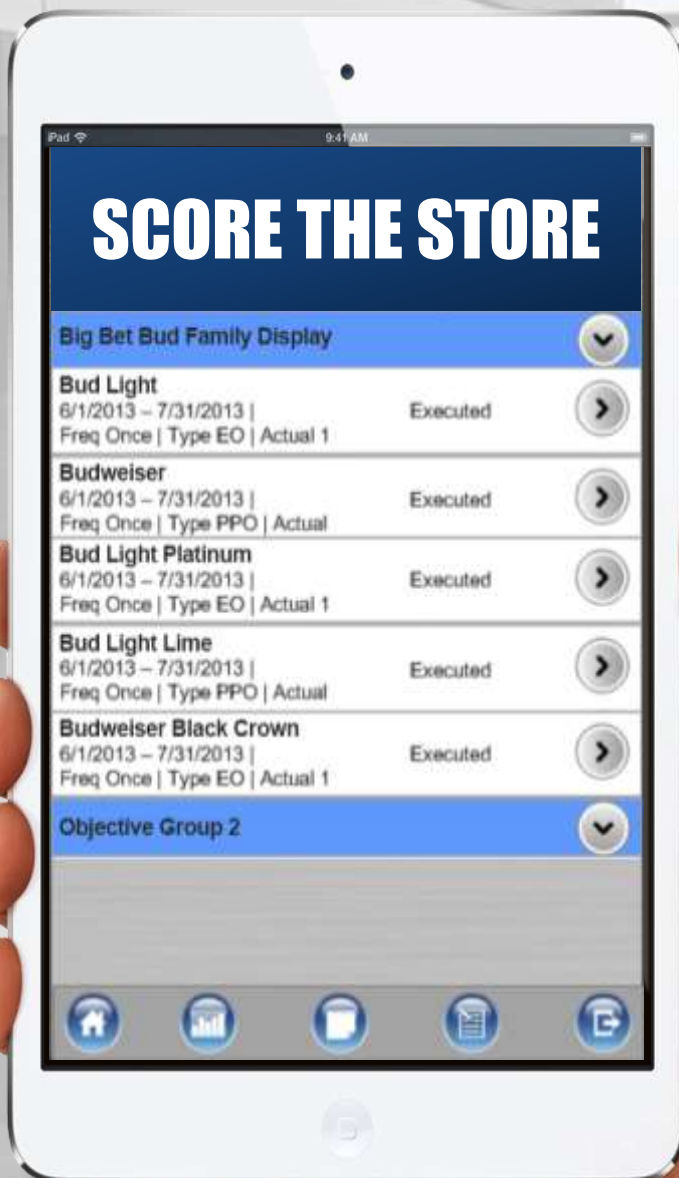 iPad
9:41 AM
SCORE THE STORE
Big Bet Bud Family Display
Bud Light
6/1/2013 – 7/31/2013 |
Executed
Freq Once | Type EO | Actual 1
Budweiser
6/1/2013 – 7/31/2013 |
Executed
Freq Once | Type PPO | Actual
Bud Light Platinum
6/1/2013 – 7/31/2013 |
Executed
Freq Once | Type EO | Actual 1
Bud Light Lime
6/1/2013 – 7/31/2013 |
Executed
Freq Once | Type PPO | Actual
Budweiser Black Crown
6/1/2013 – 7/31/2013 |
Executed
Freq Once | Type EO | Actual 1
Objective Group 2